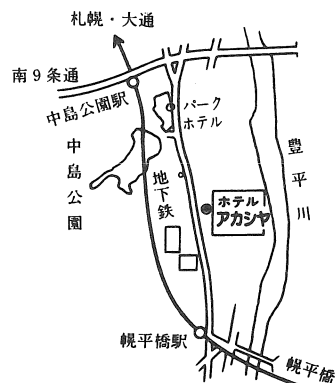 札幌・大通
南9条通
中島公園駅
パーク
ホテル
中島公園
地下鉄
豊平川
ホテル
アカシヤ
幌平橋駅
幌平橋